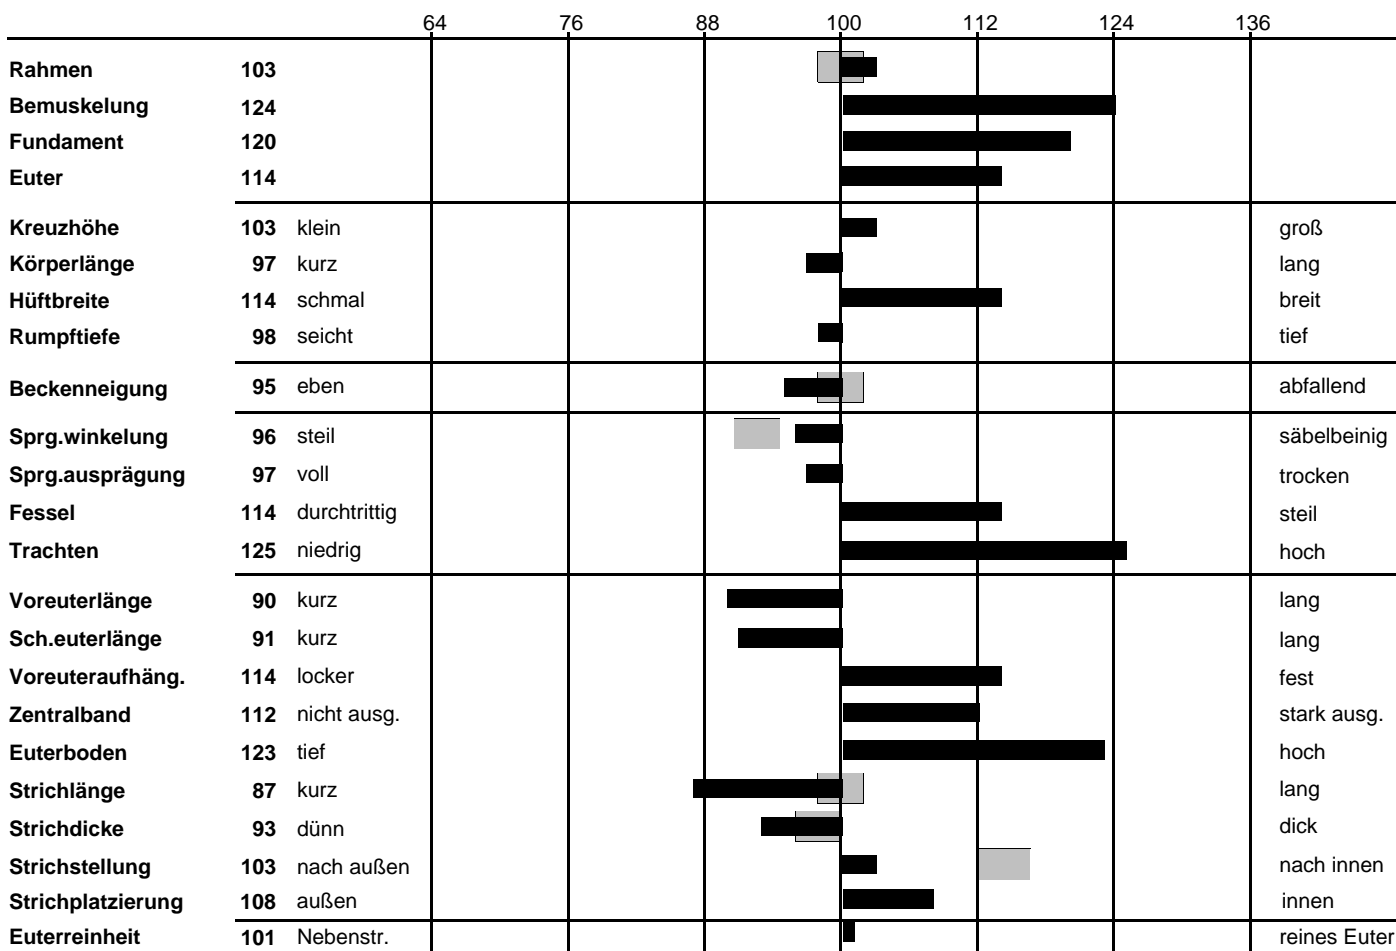 64 76 88 100 112 124 136
Rahmen 103
Bemuskelung 124
Fundament 120
Euter 114
Kreuzhöhe 103 klein groß
Körperlänge 97 kurz lang
Hüftbreite 114 schmal breit
Rumpftiefe 98 seicht tief
Beckenneigung 95 eben abfallend
Sprg.winkelung 96 steil säbelbeinig
Sprg.ausprägung 97 voll trocken
Fessel 114 durchtrittig steil
Trachten 125 niedrig hoch
Voreuterlänge 90 kurz lang
Sch.euterlänge 91 kurz lang
Voreuteraufhäng. 114 locker fest
Zentralband 112 nicht ausg. stark ausg.
Euterboden 123 tief hoch
Strichlänge 87 kurz lang
Strichdicke 93 dünn dick
Strichstellung 103 nach außen nach innen
Strichplatzierung 108 außen innen
Euterreinheit 101 Nebenstr. reines Euter